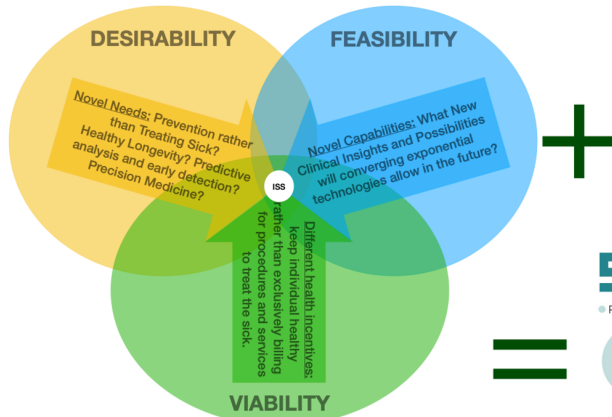 DESIRABILITY
FEASIBILITY
Novel Needs: Prevention rather
than Treating Sick?
Healthy Longevity? Predictive
analysis and early detection?
Precision Medicine?
Novel Capabilities: What New
Clinical Insights and Possibilities
will converging exponential
technologies allow in the future?
+
ISS
Different health incentives:
keep individual healthy
rather than exclusively billing
for procedures and services
to treat the sick.
=
VIABILITY